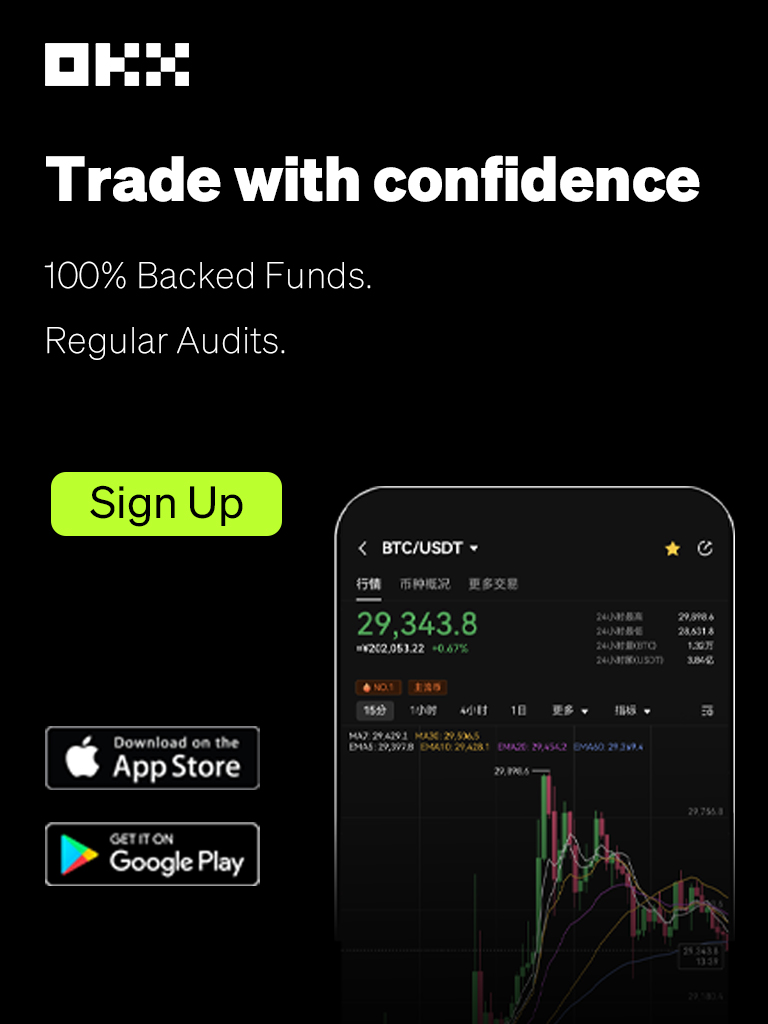 OKX
Trade with confidence
100% Backed Funds.
Regular Audits.
Sign Up
BTC/USDT
行情 币种概况 更多交易
29,343.8
≈¥202,053.22 +0.67%
24小时最高 29,898.6
24小时最低 28,631.8
24小时量(BTC) 1.32万
24小时额(USDT) 3.84亿
NO.1 主流币
15分 1小时 4小时 1日 更多 指标
MA7: 29,429.1 MA30: 29,506.5
EMA5: 29,397.8 EMA10: 29,428.1 EMA20: 29,454.2 EMA60: 29,369.4
29,898.6
29,756.8
29,343.8
13:39
29,180.4
Download on the
App Store
GET IT ON
Google Play